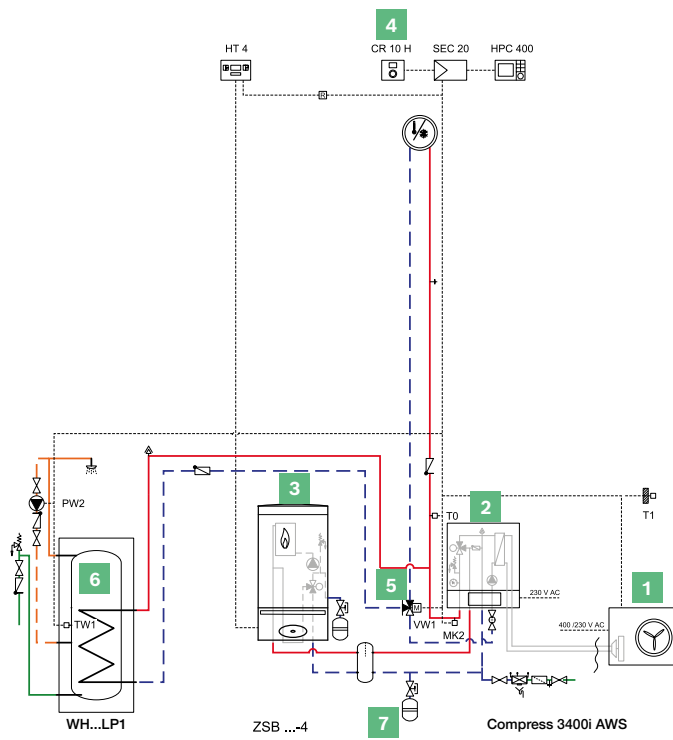 4
HT 4
CR 10 H
SEC 20
HPC 400
R
3
2
T0
T1
PW2
5
6
M
230 V AC
1
TW1
VW1
MK2
400 /230 V AC
WH...LP1
ZSB ...-4
7
Compress 3400i AWS